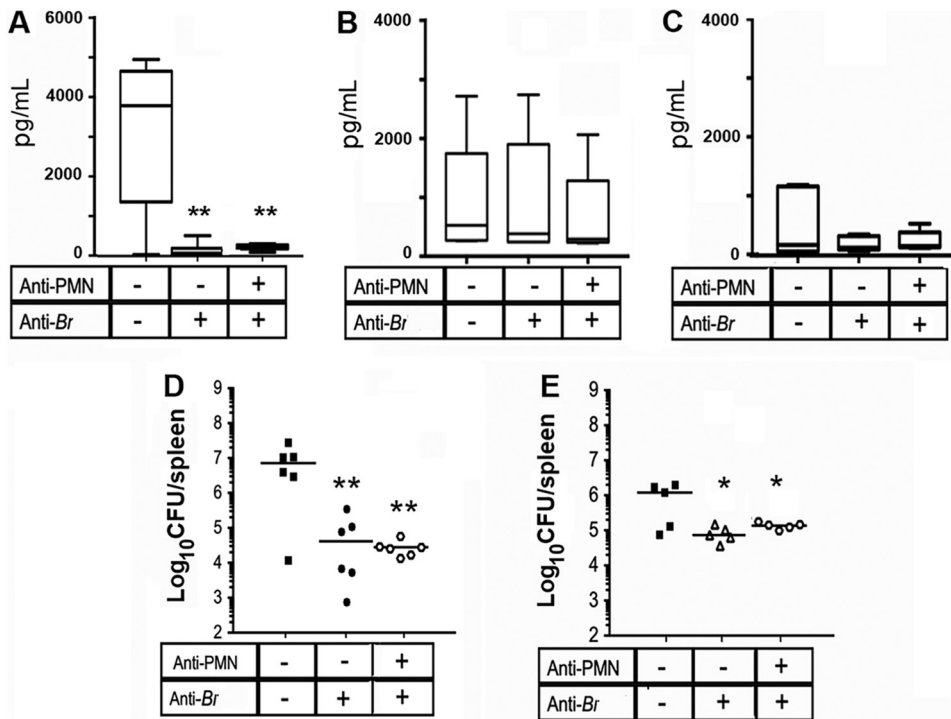 A
6000
4000
2000
0
pg/mL
** **
Anti-PMN - - +
Anti-Br - + +
B
4000
2000
0
pg/mL
Anti-PMN - - +
Anti-Br - + +
C
4000
2000
0
pg/mL
Anti-PMN - - +
Anti-Br - + +
D
9
8
7
6
5
4
3
2
Log10CFU/spleen
** **
Anti-PMN - - +
Anti-Br - + +
E
9
8
7
6
5
4
3
2
Log10CFU/spleen
* *
Anti-PMN - - +
Anti-Br - + +